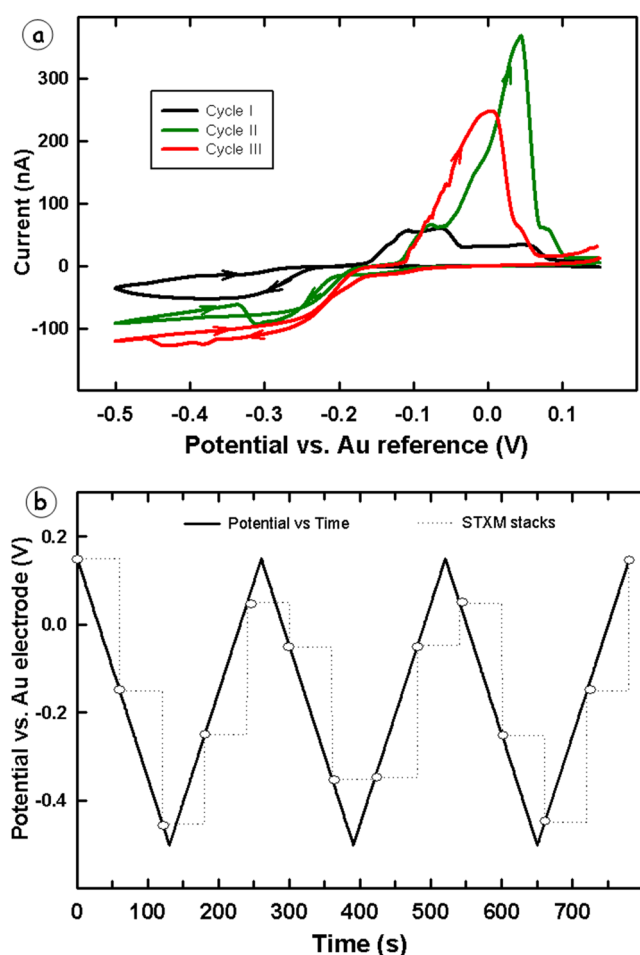 a
Current (nA)
300
200
100
0
-100
Cycle I
Cycle II
Cycle III
-0.5 -0.4 -0.3 -0.2 -0.1 0.0 0.1
Potential vs. Au reference (V)
b
Potential vs. Au electrode (V)
0.2
0.0
-0.2
-0.4
Potential vs Time STXM stacks
0 100 200 300 400 500 600 700
Time (s)